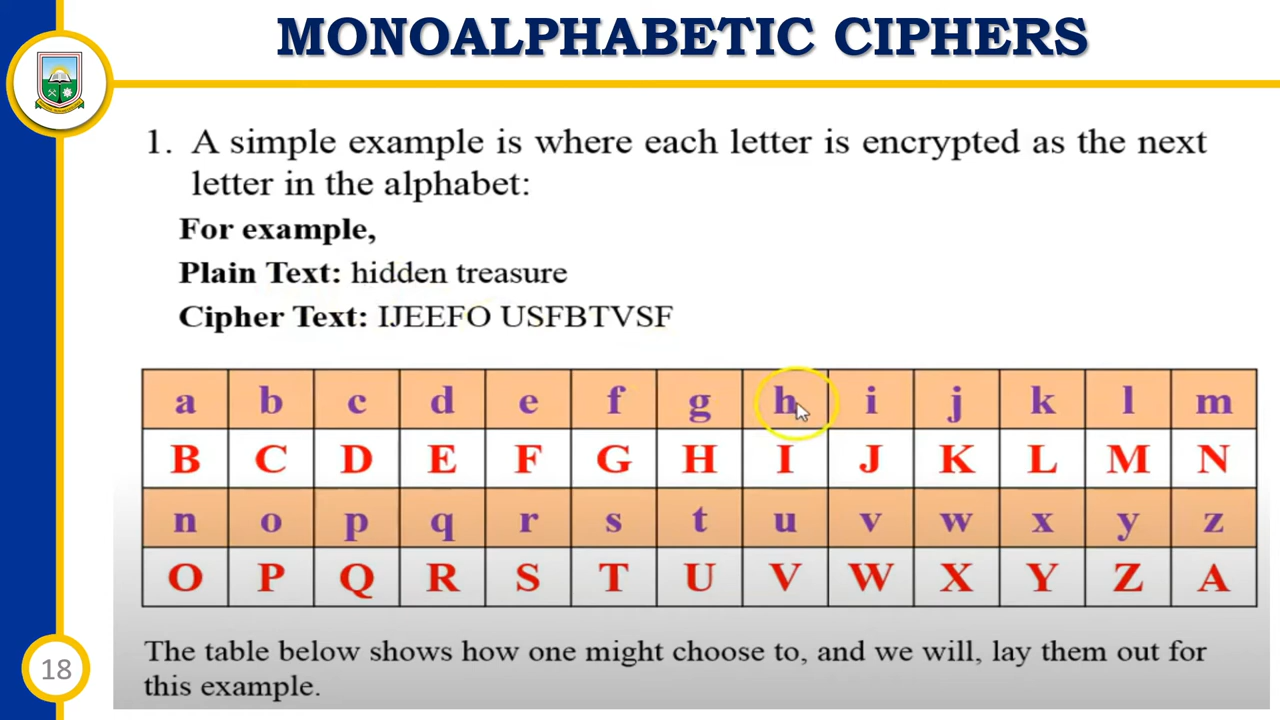 MONOALPHABETIC CIPHERS
1. A simple example is where each letter is encrypted as the next
letter in the alphabet:
For example,
Plain Text: hidden treasure
Cipher Text: IJEEFO USFBTVSF
a b c d e f g h i j k l m
B C D E F G H I J K L M N
n o p q r s t u v w x y z
O P Q R S T U V W X Y Z A
The table below shows how one might choose to, and we will, lay them out for
this example.
18